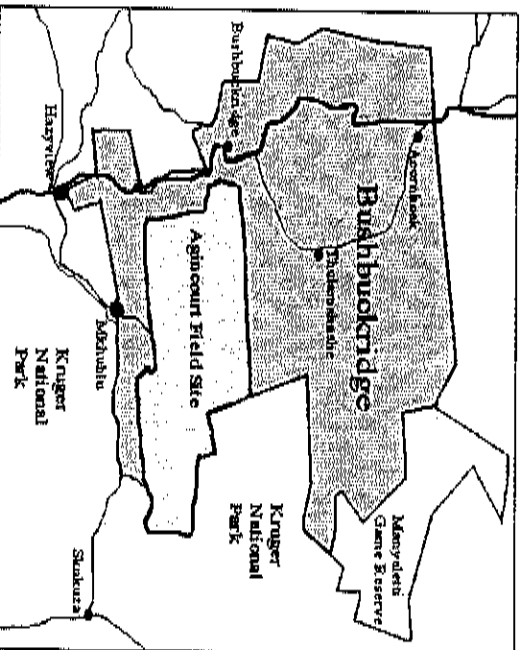 Manyeleti
Game Reserve
Acornhoek
Bushbuckridge
Thulamahashe
Bushbuckridge
Kruger
National
Park
Agincourt Field Site
Hazyview
Mkhuhlu
Kruger
National
Park
Skukuza